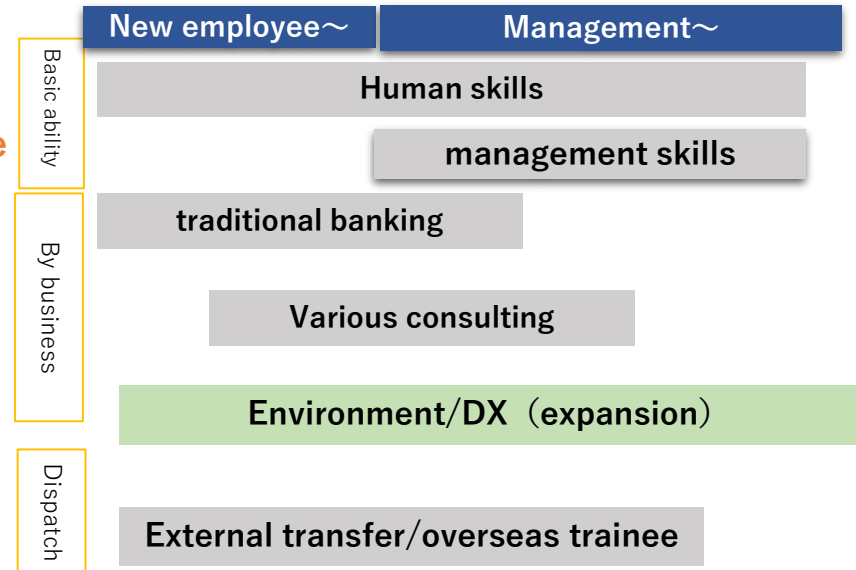 New employee～
Management～
Basic ability
Human skills
e
management skills
By business
traditional banking
Various consulting
Environment/DX（expansion）
Dispatch
External transfer/overseas trainee